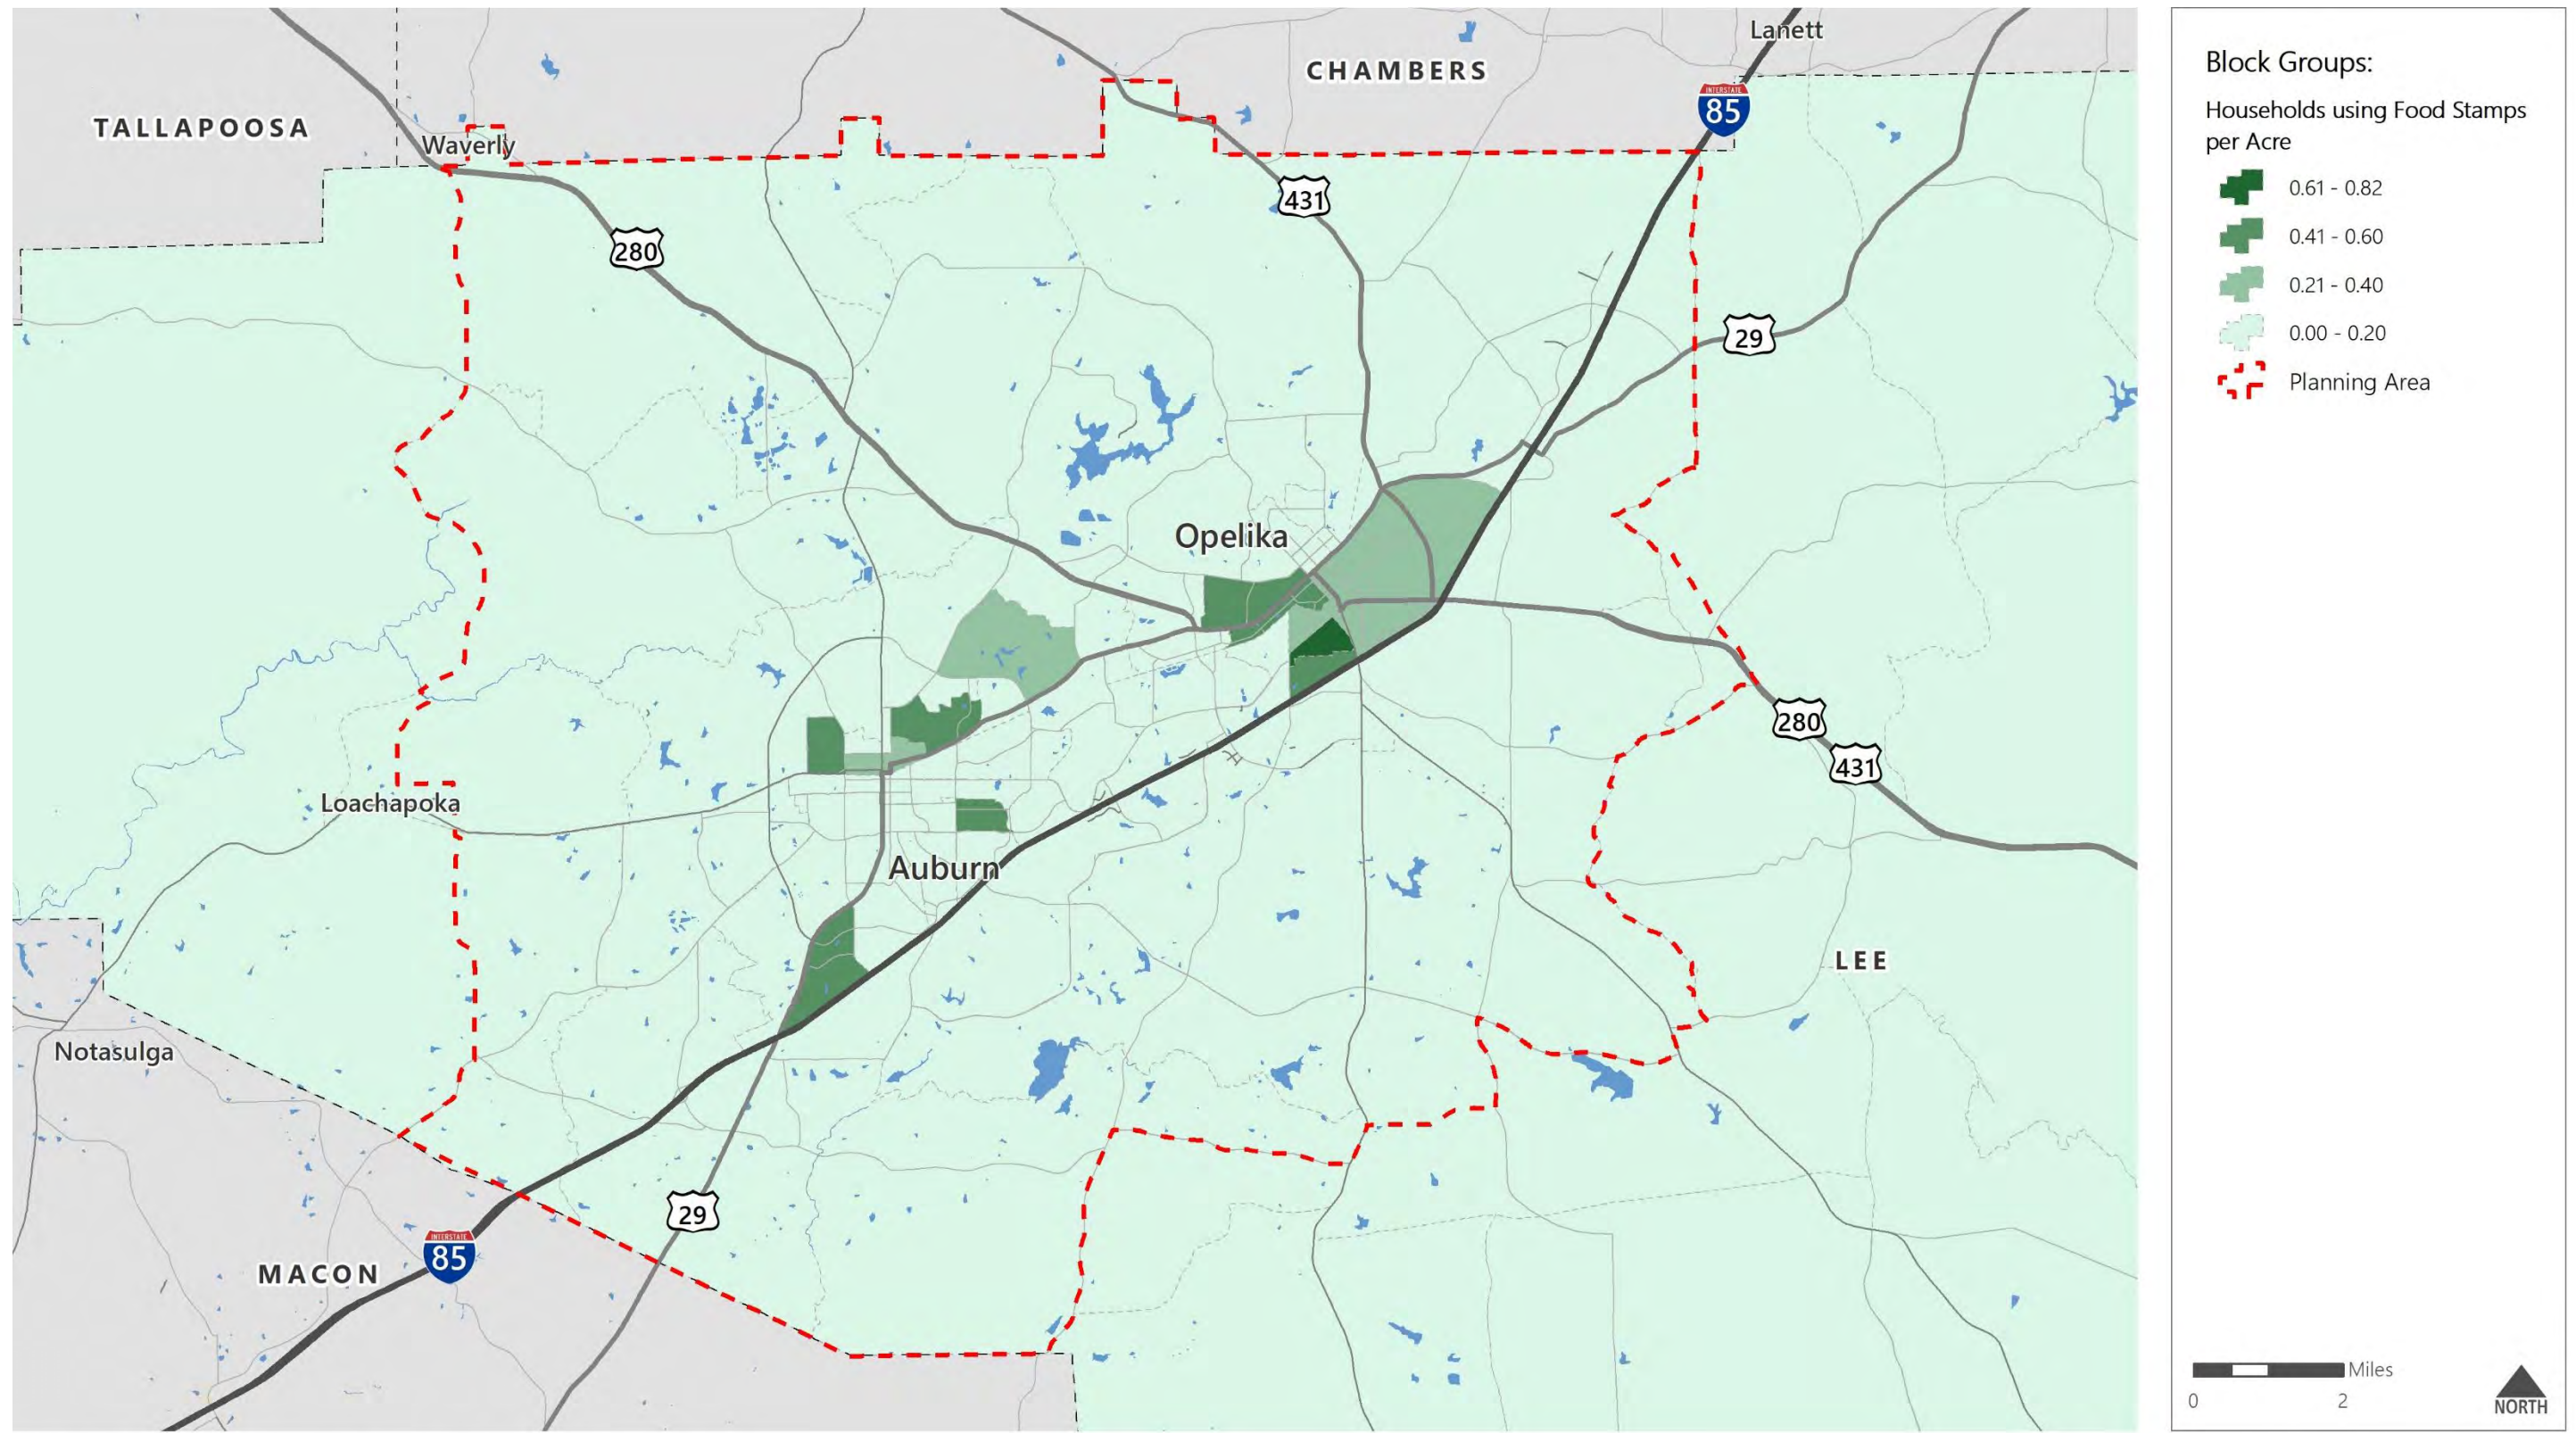 Lanett
CHAMBERS
INTERSTATE
85
TALLAPOOSA
Waverly
431
280
29
Opelika
280
431
Loachapoka
Auburn
LEE
Notasulga
29
INTERSTATE
85
MACON
Block Groups:
Households using Food Stamps
per Acre
0.61 - 0.82
0.41 - 0.60
0.21 - 0.40
0.00 - 0.20
Planning Area
Miles
0 2
NORTH